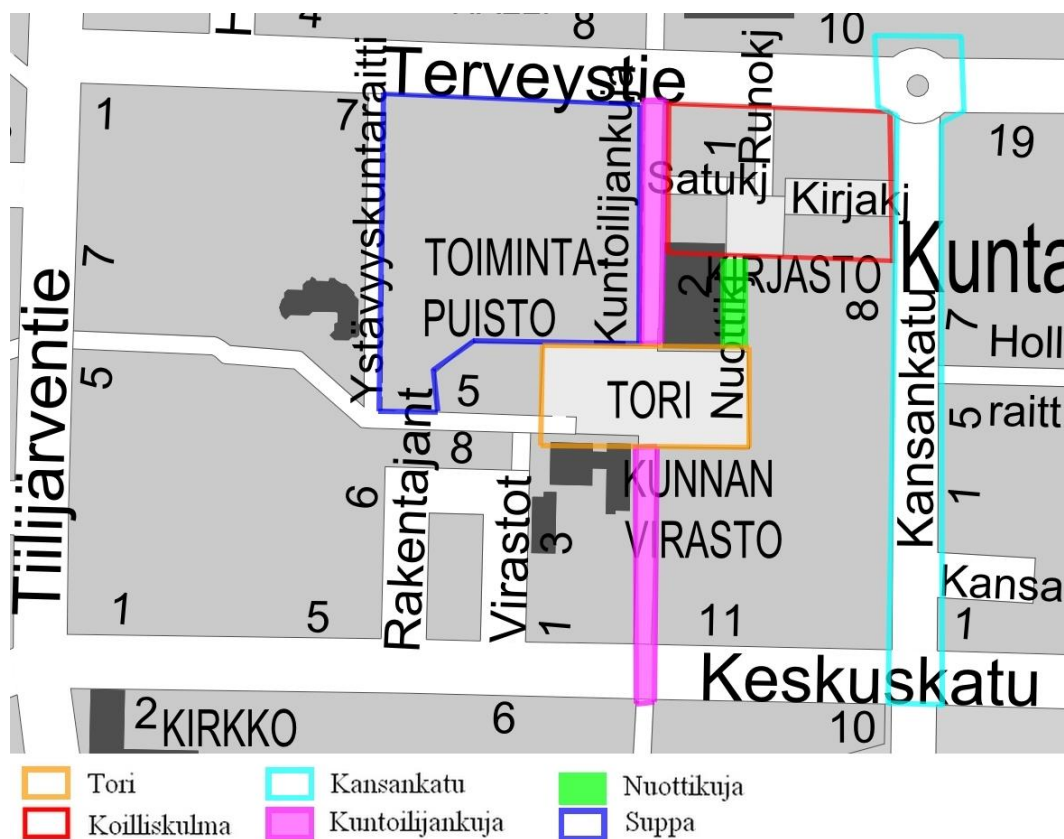 4
8
10
Terveystie
1
7
Ystävyyskuntaraitti
Kuntoilijankuja
1
Runokj
19
Satukj
Kirjakj
7
TOIMINTA-
PUISTO
2
KIRJASTO
8
Kunta
Nuottikj
7
Holl
Tiilijärventie
5
5
TORI
Kansankatu
5
raitt
8
6
Rakentajant
Virastot
3
KUNNAN
VIRASTO
1
Kansa
1
5
1
11
1
Keskuskatu
2
KIRKKO
6
10
Tori
Kansankatu
Nuottikuja
Koilliskulma
Kuntoilijankuja
Suppa